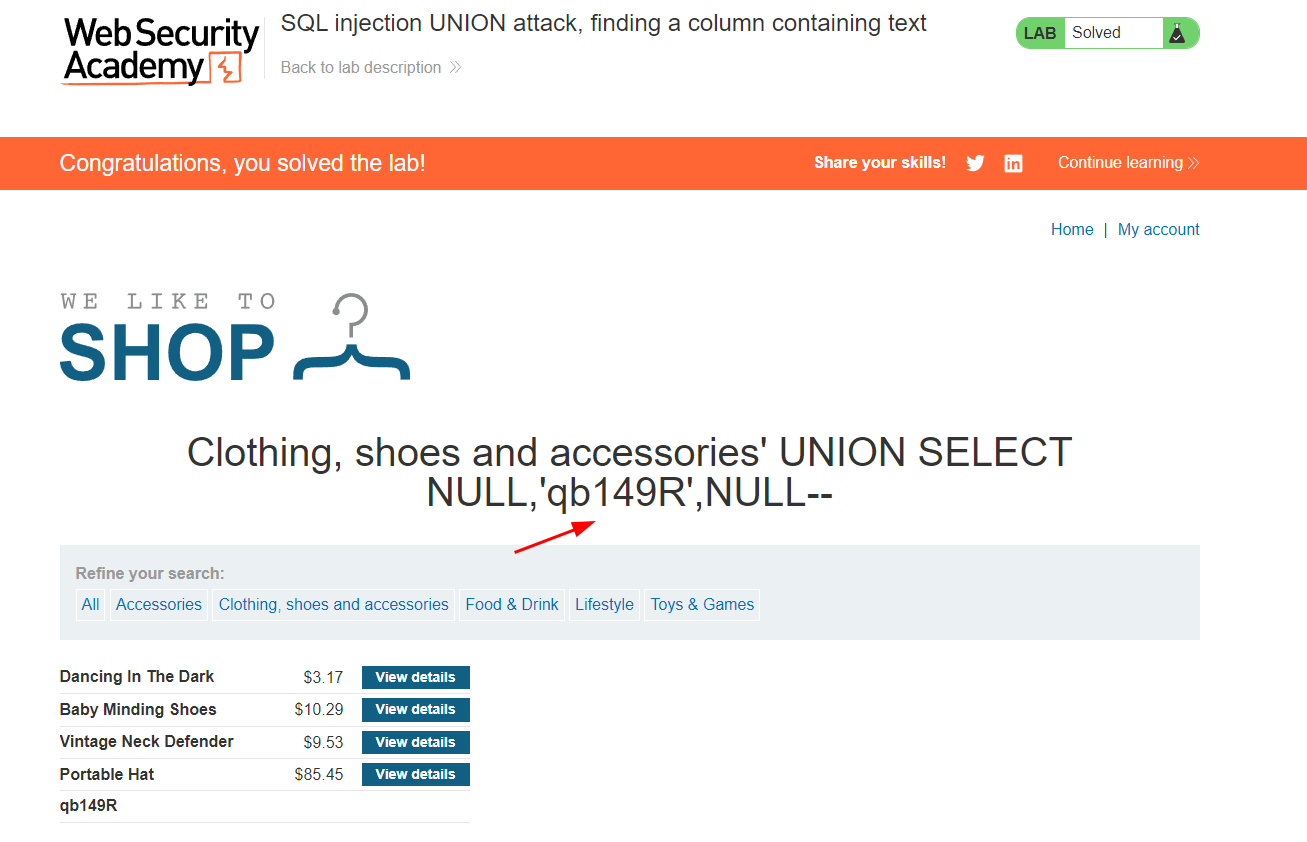 Web Security
Academy
SQL injection UNION attack, finding a column containing text
Back to lab description
LAB Solved
Congratulations, you solved the lab!
Share your skills!
Continue learning
Home | My account
WE LIKE TO
SHOP
Clothing, shoes and accessories' UNION SELECT
NULL,'qb149R',NULL--
Refine your search:
All Accessories Clothing, shoes and accessories Food & Drink Lifestyle Toys & Games
Dancing In The Dark $3.17 View details
Baby Minding Shoes $10.29 View details
Vintage Neck Defender $9.53 View details
Portable Hat $85.45 View details
qb149R